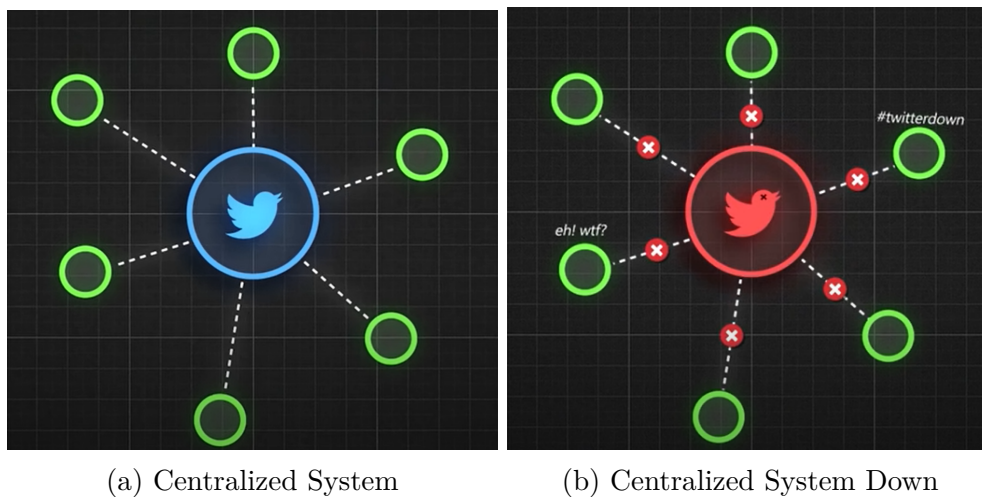 #twitterdown
eh! wtf?
(a) Centralized System
(b) Centralized System Down